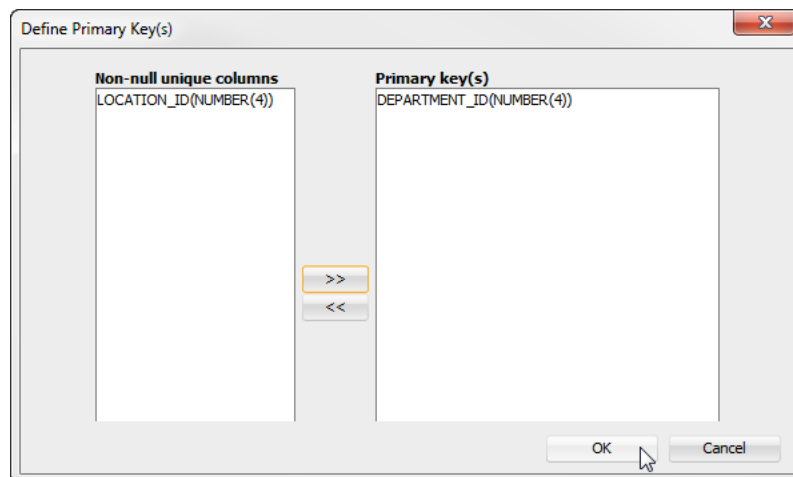 Define Primary Key(s)
Non-null unique columns
Primary key(s)
LOCATION_ID(NUMBER(4))
DEPARTMENT_ID(NUMBER(4))
>>
<<
OK
Cancel